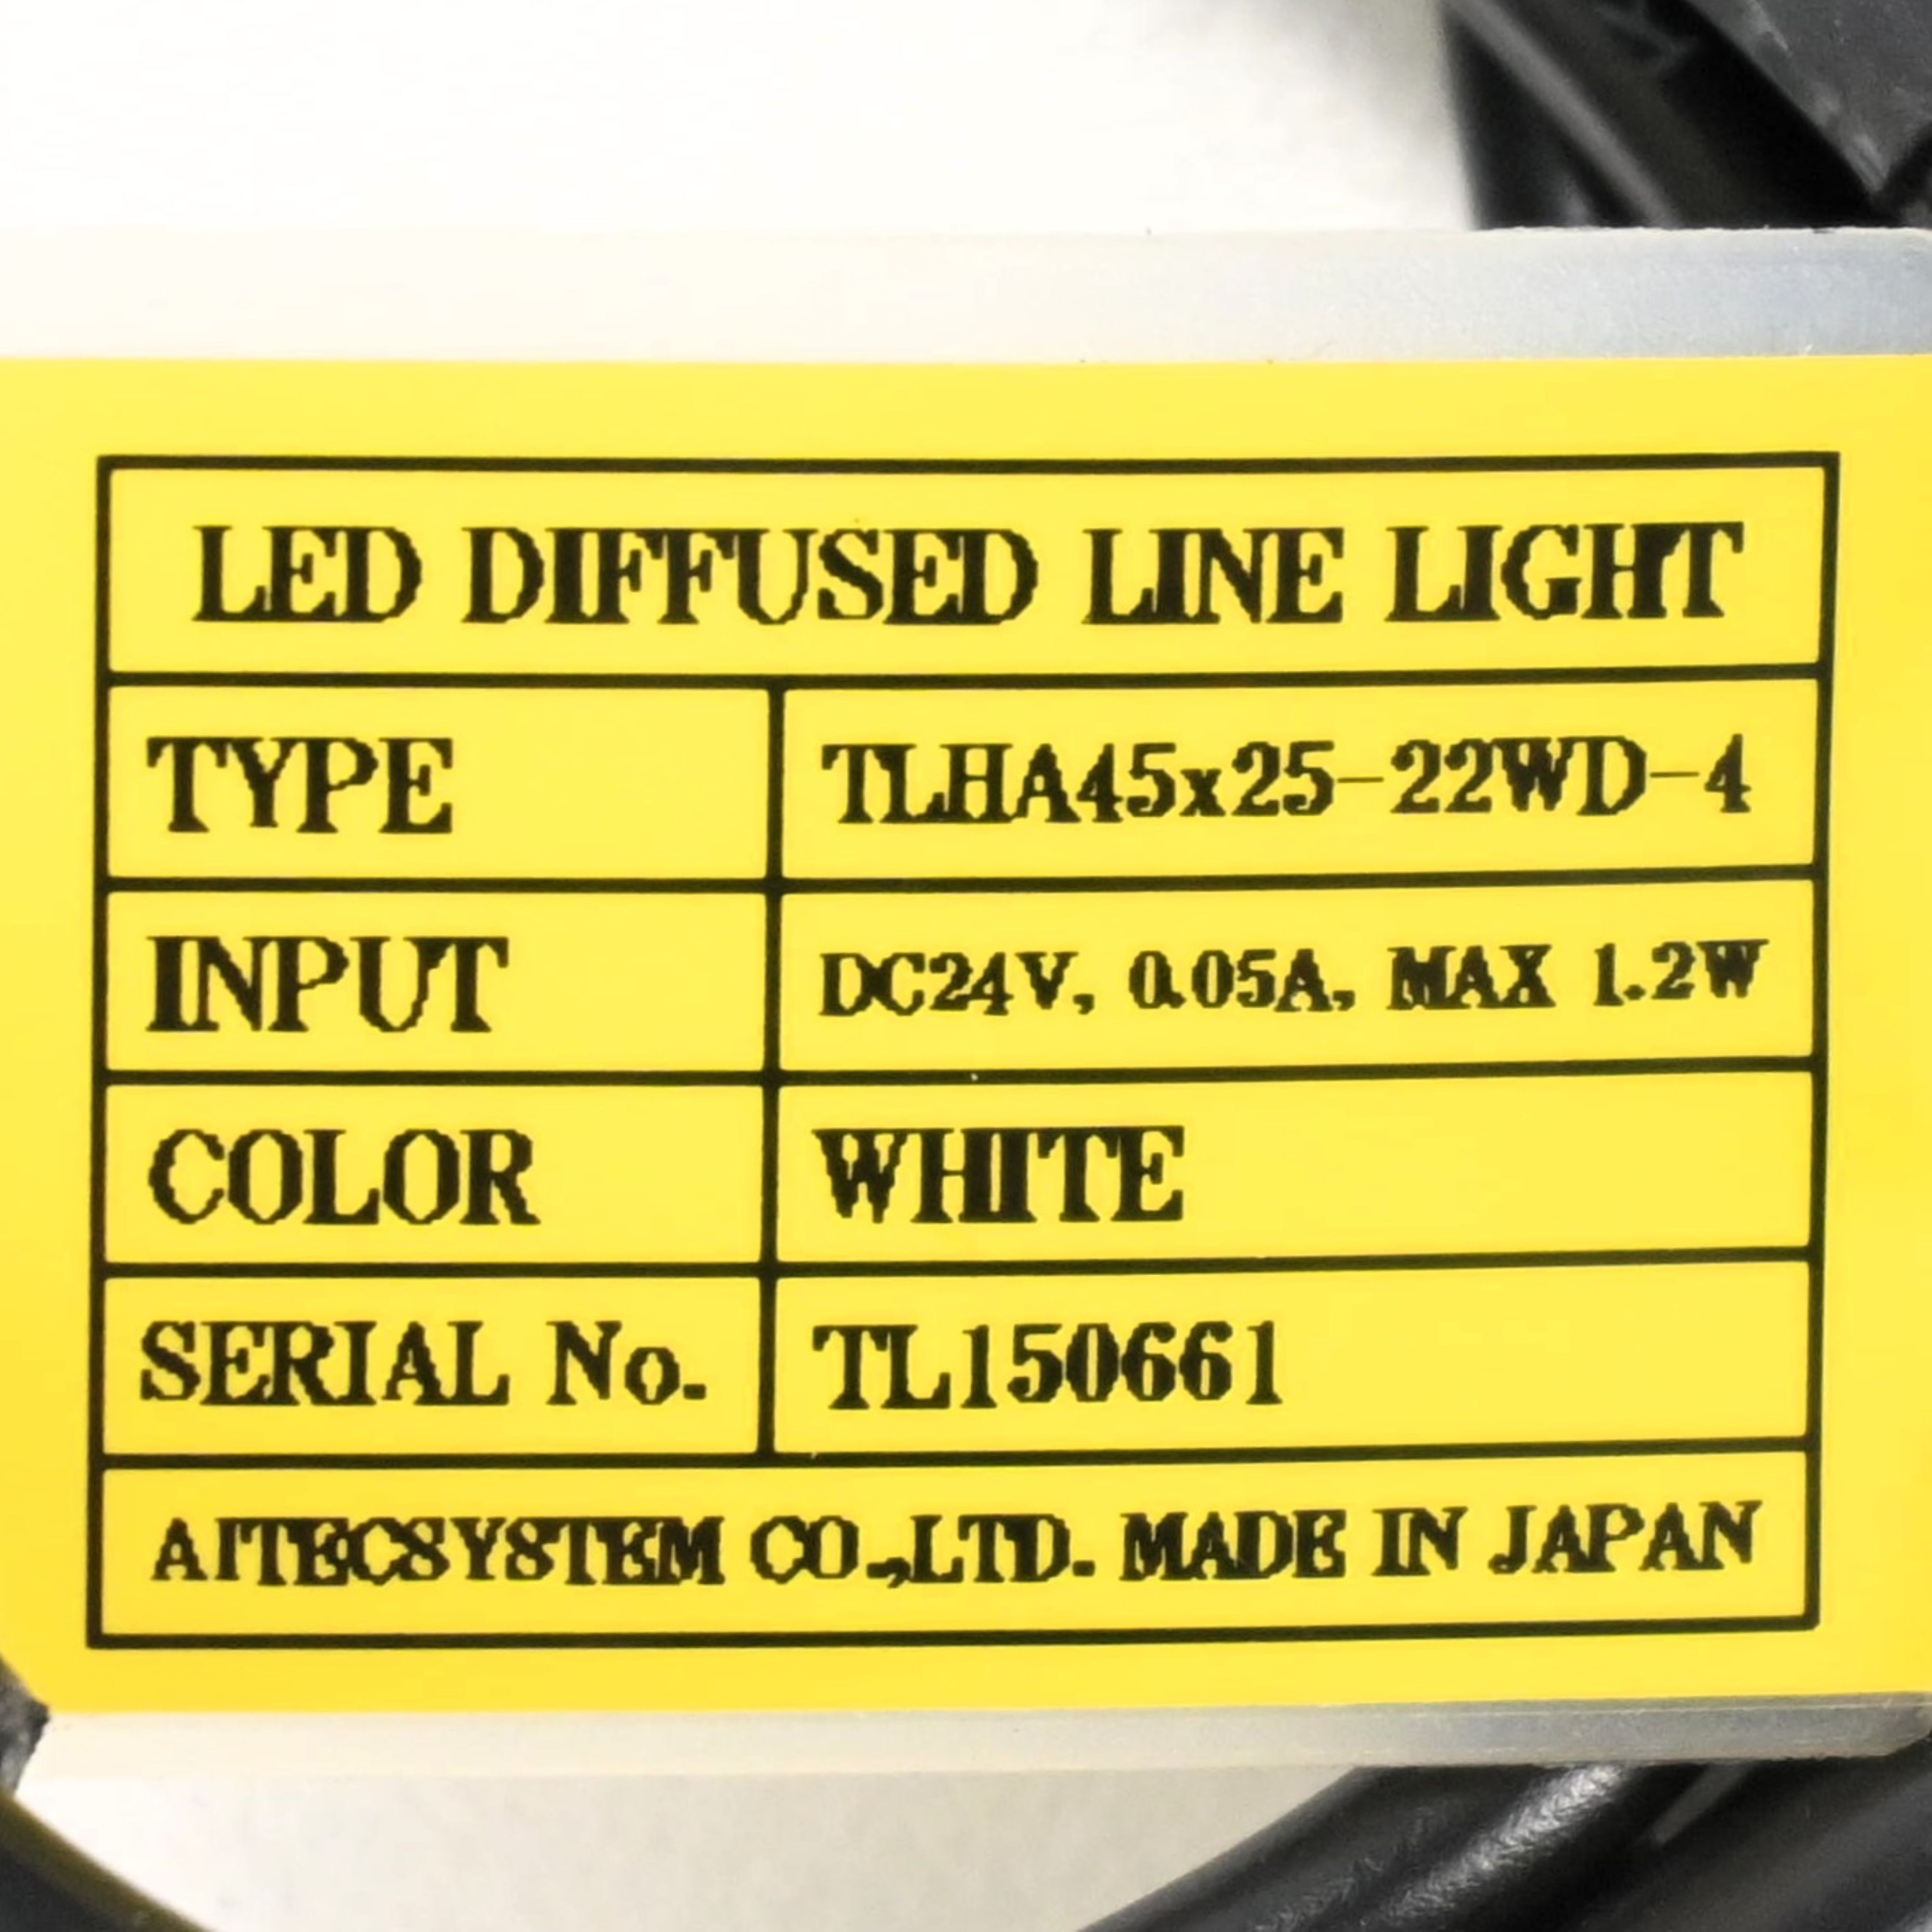 LED DIFFUSED LINE LIGHT
TYPE TLHA45x25-22WD-4
INPUT DC24V, 0.05A, MAX 1.2W
COLOR WHITE
SERIAL No. TL150661
AITECSYSTEM CO.,LTD. MADE IN JAPAN